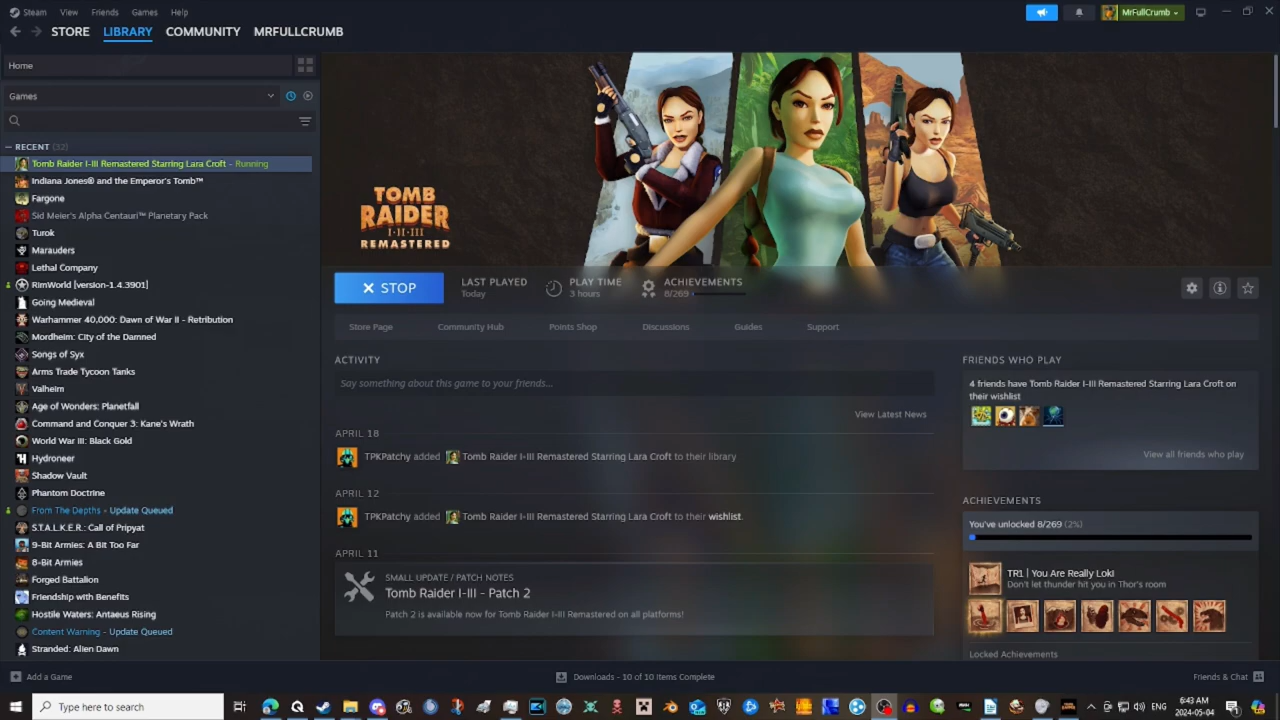 Steam View Friends Games Help
MrFullCrumb
STORE LIBRARY COMMUNITY MRFULLCRUMB
Home
Games
RECENT (32)
Tomb Raider I-III Remastered Starring Lara Croft - Running
Indiana Jones® and the Emperor's Tomb™
Fargone
Sid Meier's Alpha Centauri™ Planetary Pack
Turok
Marauders
Lethal Company
RimWorld [version-1.4.3901]
Going Medieval
Warhammer 40,000: Dawn of War II - Retribution
Mordheim: City of the Damned
Songs of Syx
Arms Trade Tycoon Tanks
Valheim
Age of Wonders: Planetfall
Command and Conquer 3: Kane's Wrath
World War III: Black Gold
Hydroneer
Shadow Vault
Phantom Doctrine
From The Depths - Update Queued
S.T.A.L.K.E.R.: Call of Pripyat
9-Bit Armies: A Bit Too Far
8-Bit Armies
Forged Battalion
Friendship with Benefits
Hostile Waters: Antaeus Rising
Content Warning - Update Queued
Stranded: Alien Dawn
TOMB
RAIDER
I·II·III
REMASTERED
STOP
LAST PLAYED
Today
PLAY TIME
3 hours
ACHIEVEMENTS
8/269
Store Page Community Hub Points Shop Discussions Guides Support
ACTIVITY
Say something about this game to your friends...
View Latest News
APRIL 18
TPKPatchy added Tomb Raider I-III Remastered Starring Lara Croft to their library
APRIL 12
TPKPatchy added Tomb Raider I-III Remastered Starring Lara Croft to their wishlist.
APRIL 11
SMALL UPDATE / PATCH NOTES
Tomb Raider I-III - Patch 2
Patch 2 is available now for Tomb Raider I-III Remastered on all platforms!
FRIENDS WHO PLAY
4 friends have Tomb Raider I-III Remastered Starring Lara Croft on
their wishlist
View all friends who play
ACHIEVEMENTS
You've unlocked 8/269 (2%)
TR1 | You Are Really Loki
Don't let thunder hit you in Thor's room
Locked Achievements
Add a Game
Downloads - 10 of 10 Items Complete
Friends & Chat
Type here to search
ENG
6:43 AM
2024-05-04